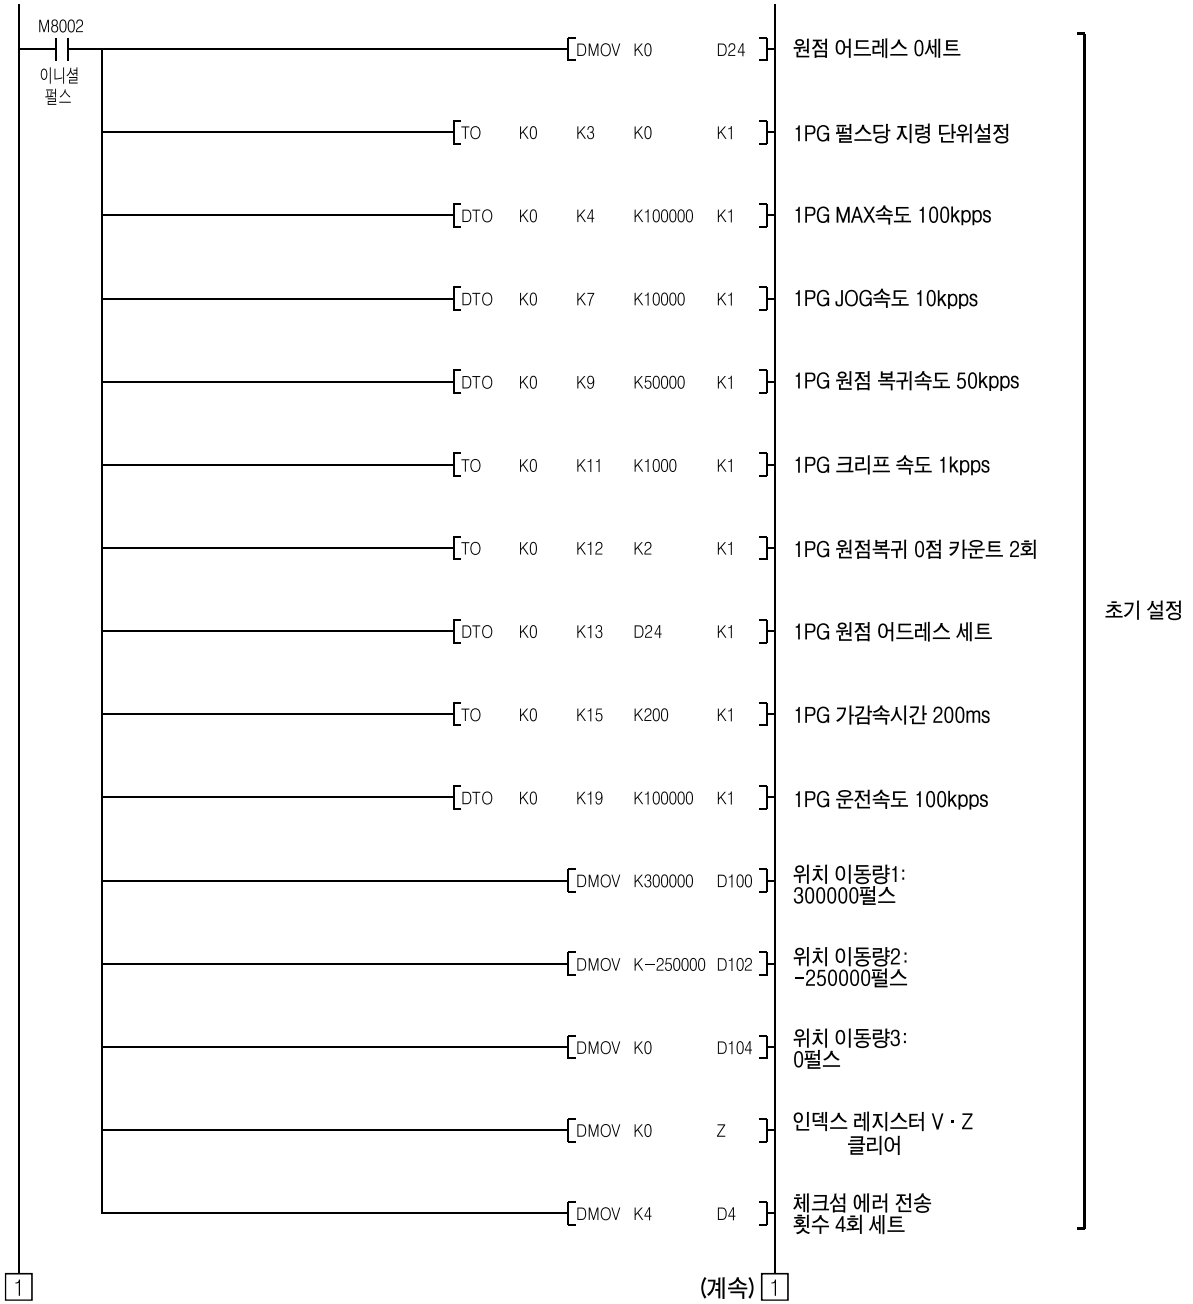 M8002
이니셜
펄스
DMOV K0 D24 원점 어드레스 0세트
TO K0 K3 K0 K1 1PG 펄스당 지령 단위설정
DTO K0 K4 K100000 K1 1PG MAX속도 100kpps
DTO K0 K7 K10000 K1 1PG JOG속도 10kpps
DTO K0 K9 K50000 K1 1PG 원점 복귀속도 50kpps
TO K0 K11 K1000 K1 1PG 크리프 속도 1kpps
TO K0 K12 K2 K1 1PG 원점복귀 0점 카운트 2회
DTO K0 K13 D24 K1 1PG 원점 어드레스 세트
초기 설정
TO K0 K15 K200 K1 1PG 가감속시간 200ms
DTO K0 K19 K100000 K1 1PG 운전속도 100kpps
DMOV K300000 D100 위치 이동량1:
300000펄스
DMOV K-250000 D102 위치 이동량2:
-250000펄스
DMOV K0 D104 위치 이동량3:
0펄스
DMOV K0 Z 인덱스 레지스터 V · Z
클리어
DMOV K4 D4 체크섬 에러 전송
횟수 4회 세트
1 (계속) 1